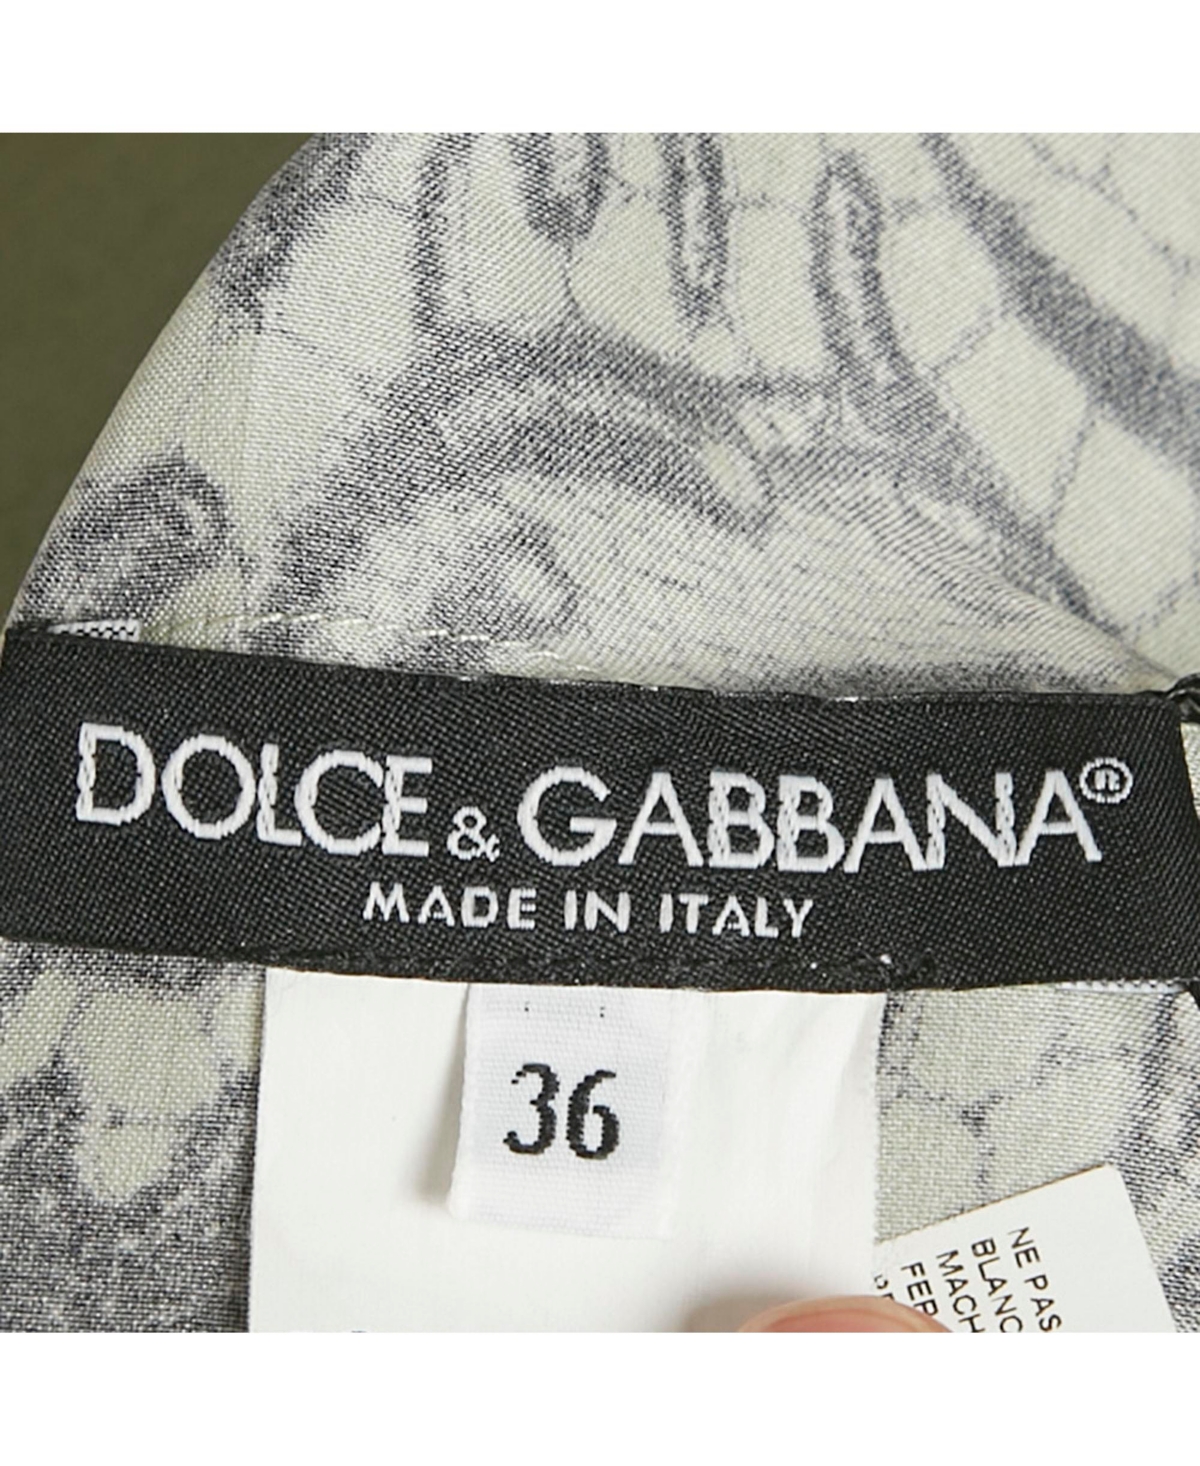 DOLCE & GABBANA®
MADE IN ITALY
36
NE PAS
BLANC
MACH
FER